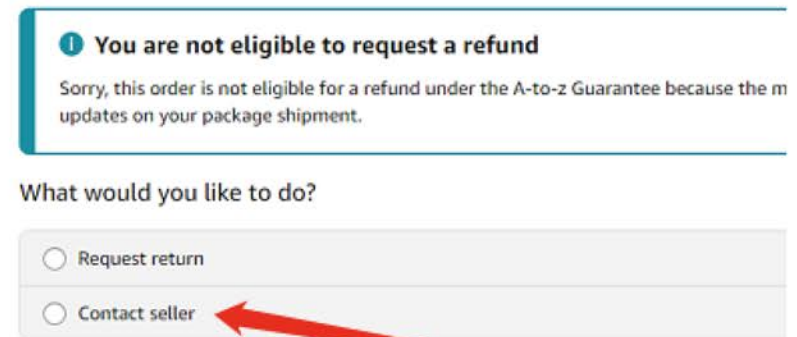 You are not eligible to request a refund
Sorry, this order is not eligible for a refund under the A-to-z Guarantee because the
updates on your package shipment.
What would you like to do?
Request return
Contact seller